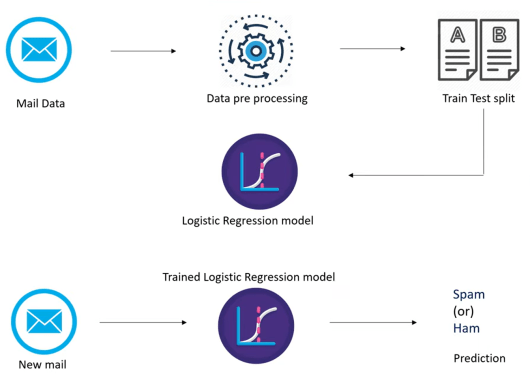 A B
Mail Data
Data pre processing
Train Test split
Logistic Regression model
Trained Logistic Regression model
Spam
(or)
Ham
New mail
Prediction